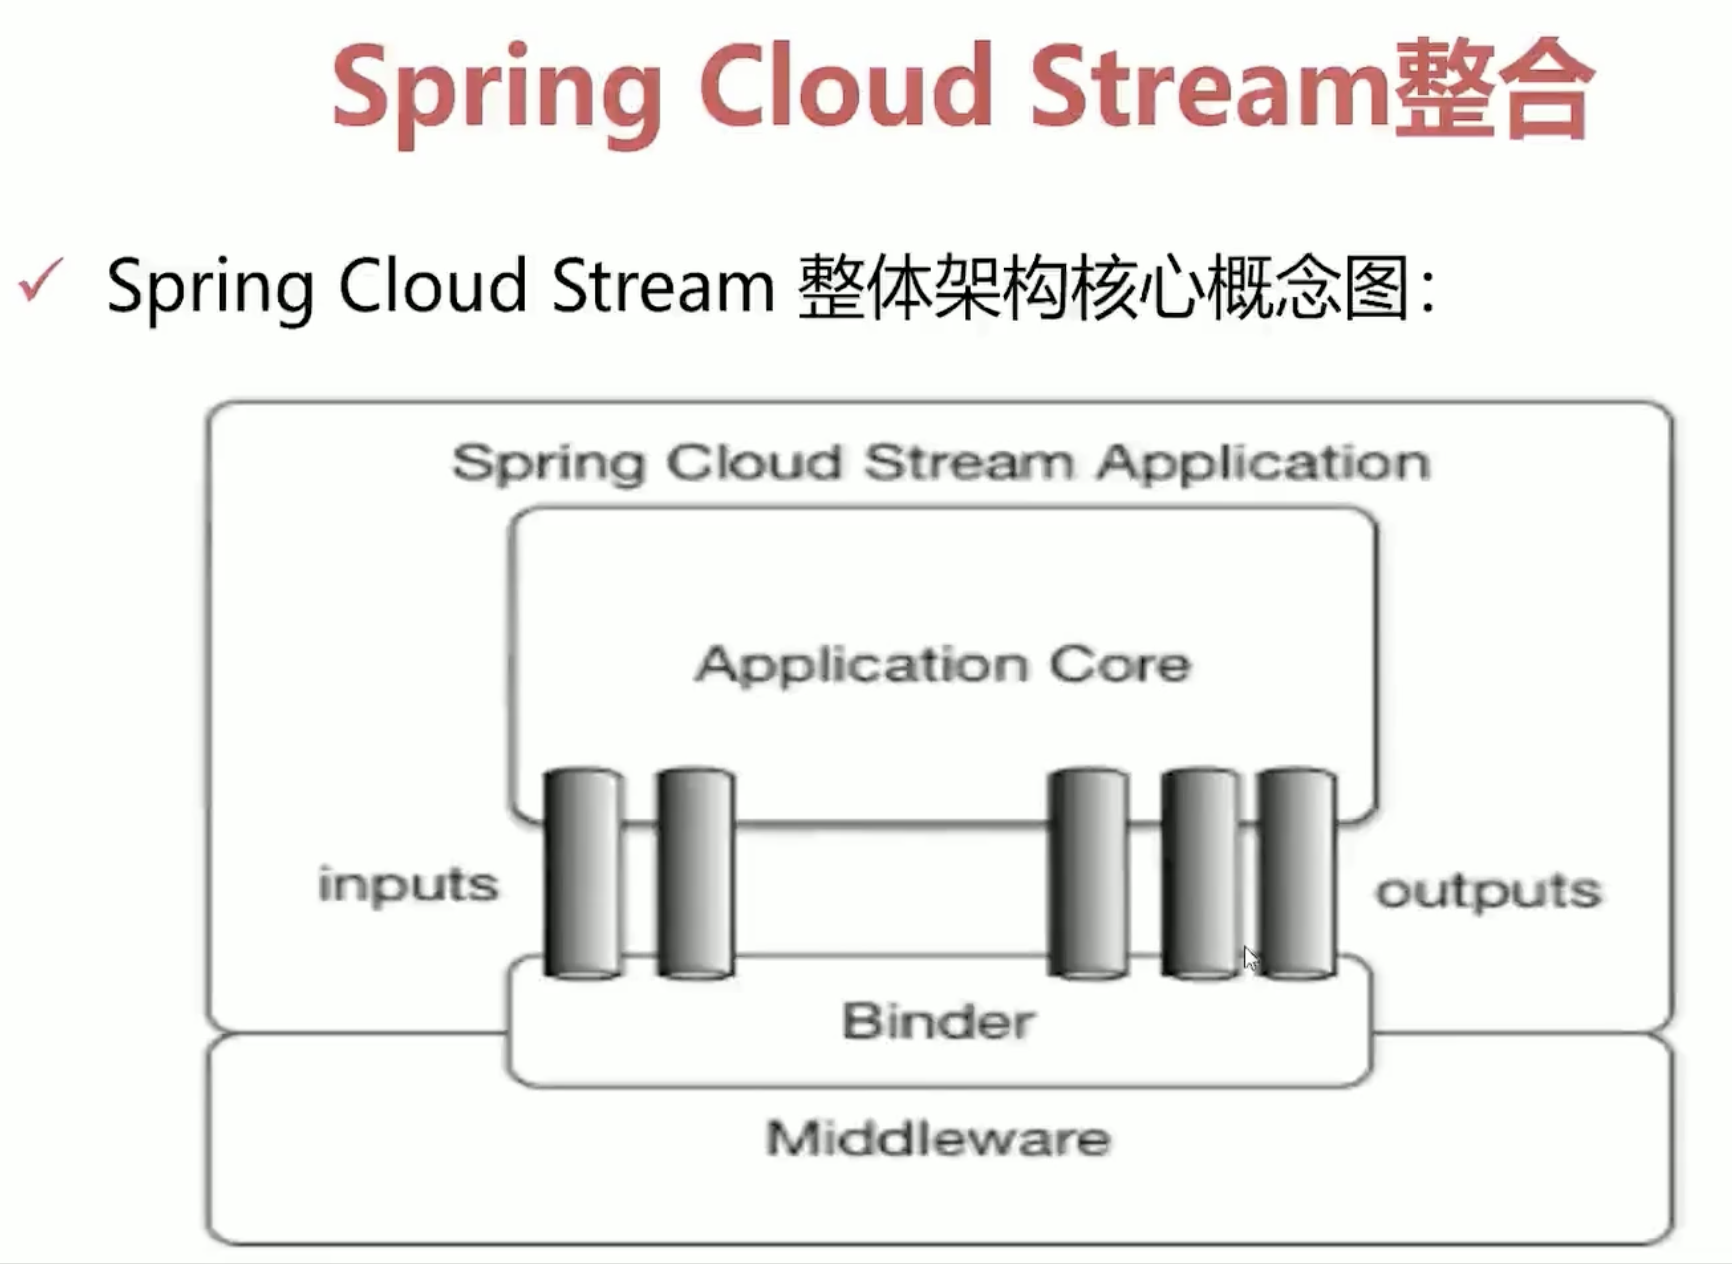 Spring Cloud Stream整合
✓ Spring Cloud Stream 整体架构核心概念图：
Spring Cloud Stream Application
Application Core
inputs
outputs
Binder
Middleware